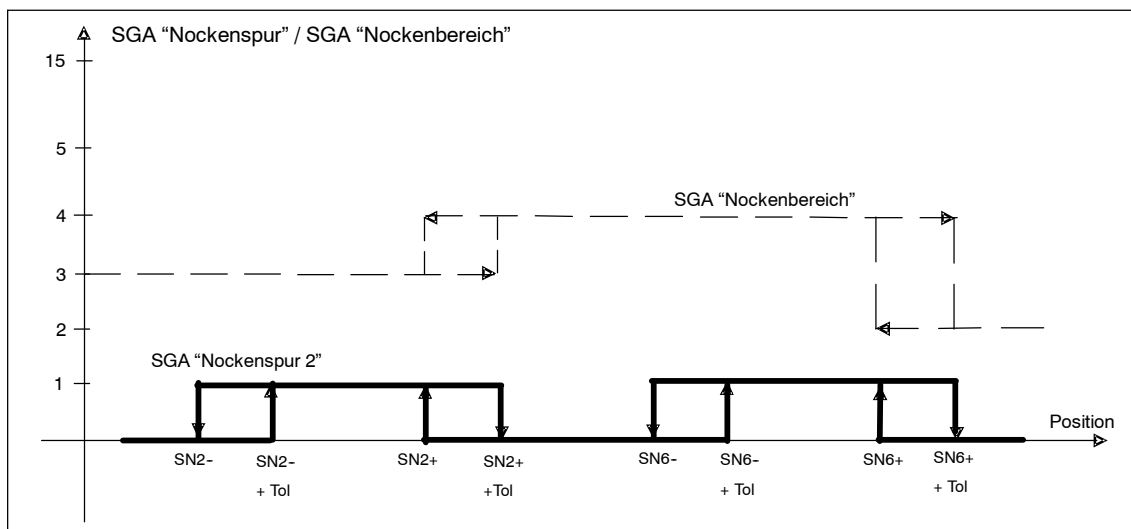 SGA “Nockenspur” / SGA “Nockenbereich”
15
5
SGA “Nockenbereich”
4
3
2
SGA “Nockenspur 2”
1
Position
SN2-
SN2-
+ Tol
SN2+
SN2+
+Tol
SN6-
SN6-
+ Tol
SN6+
SN6+
+ Tol